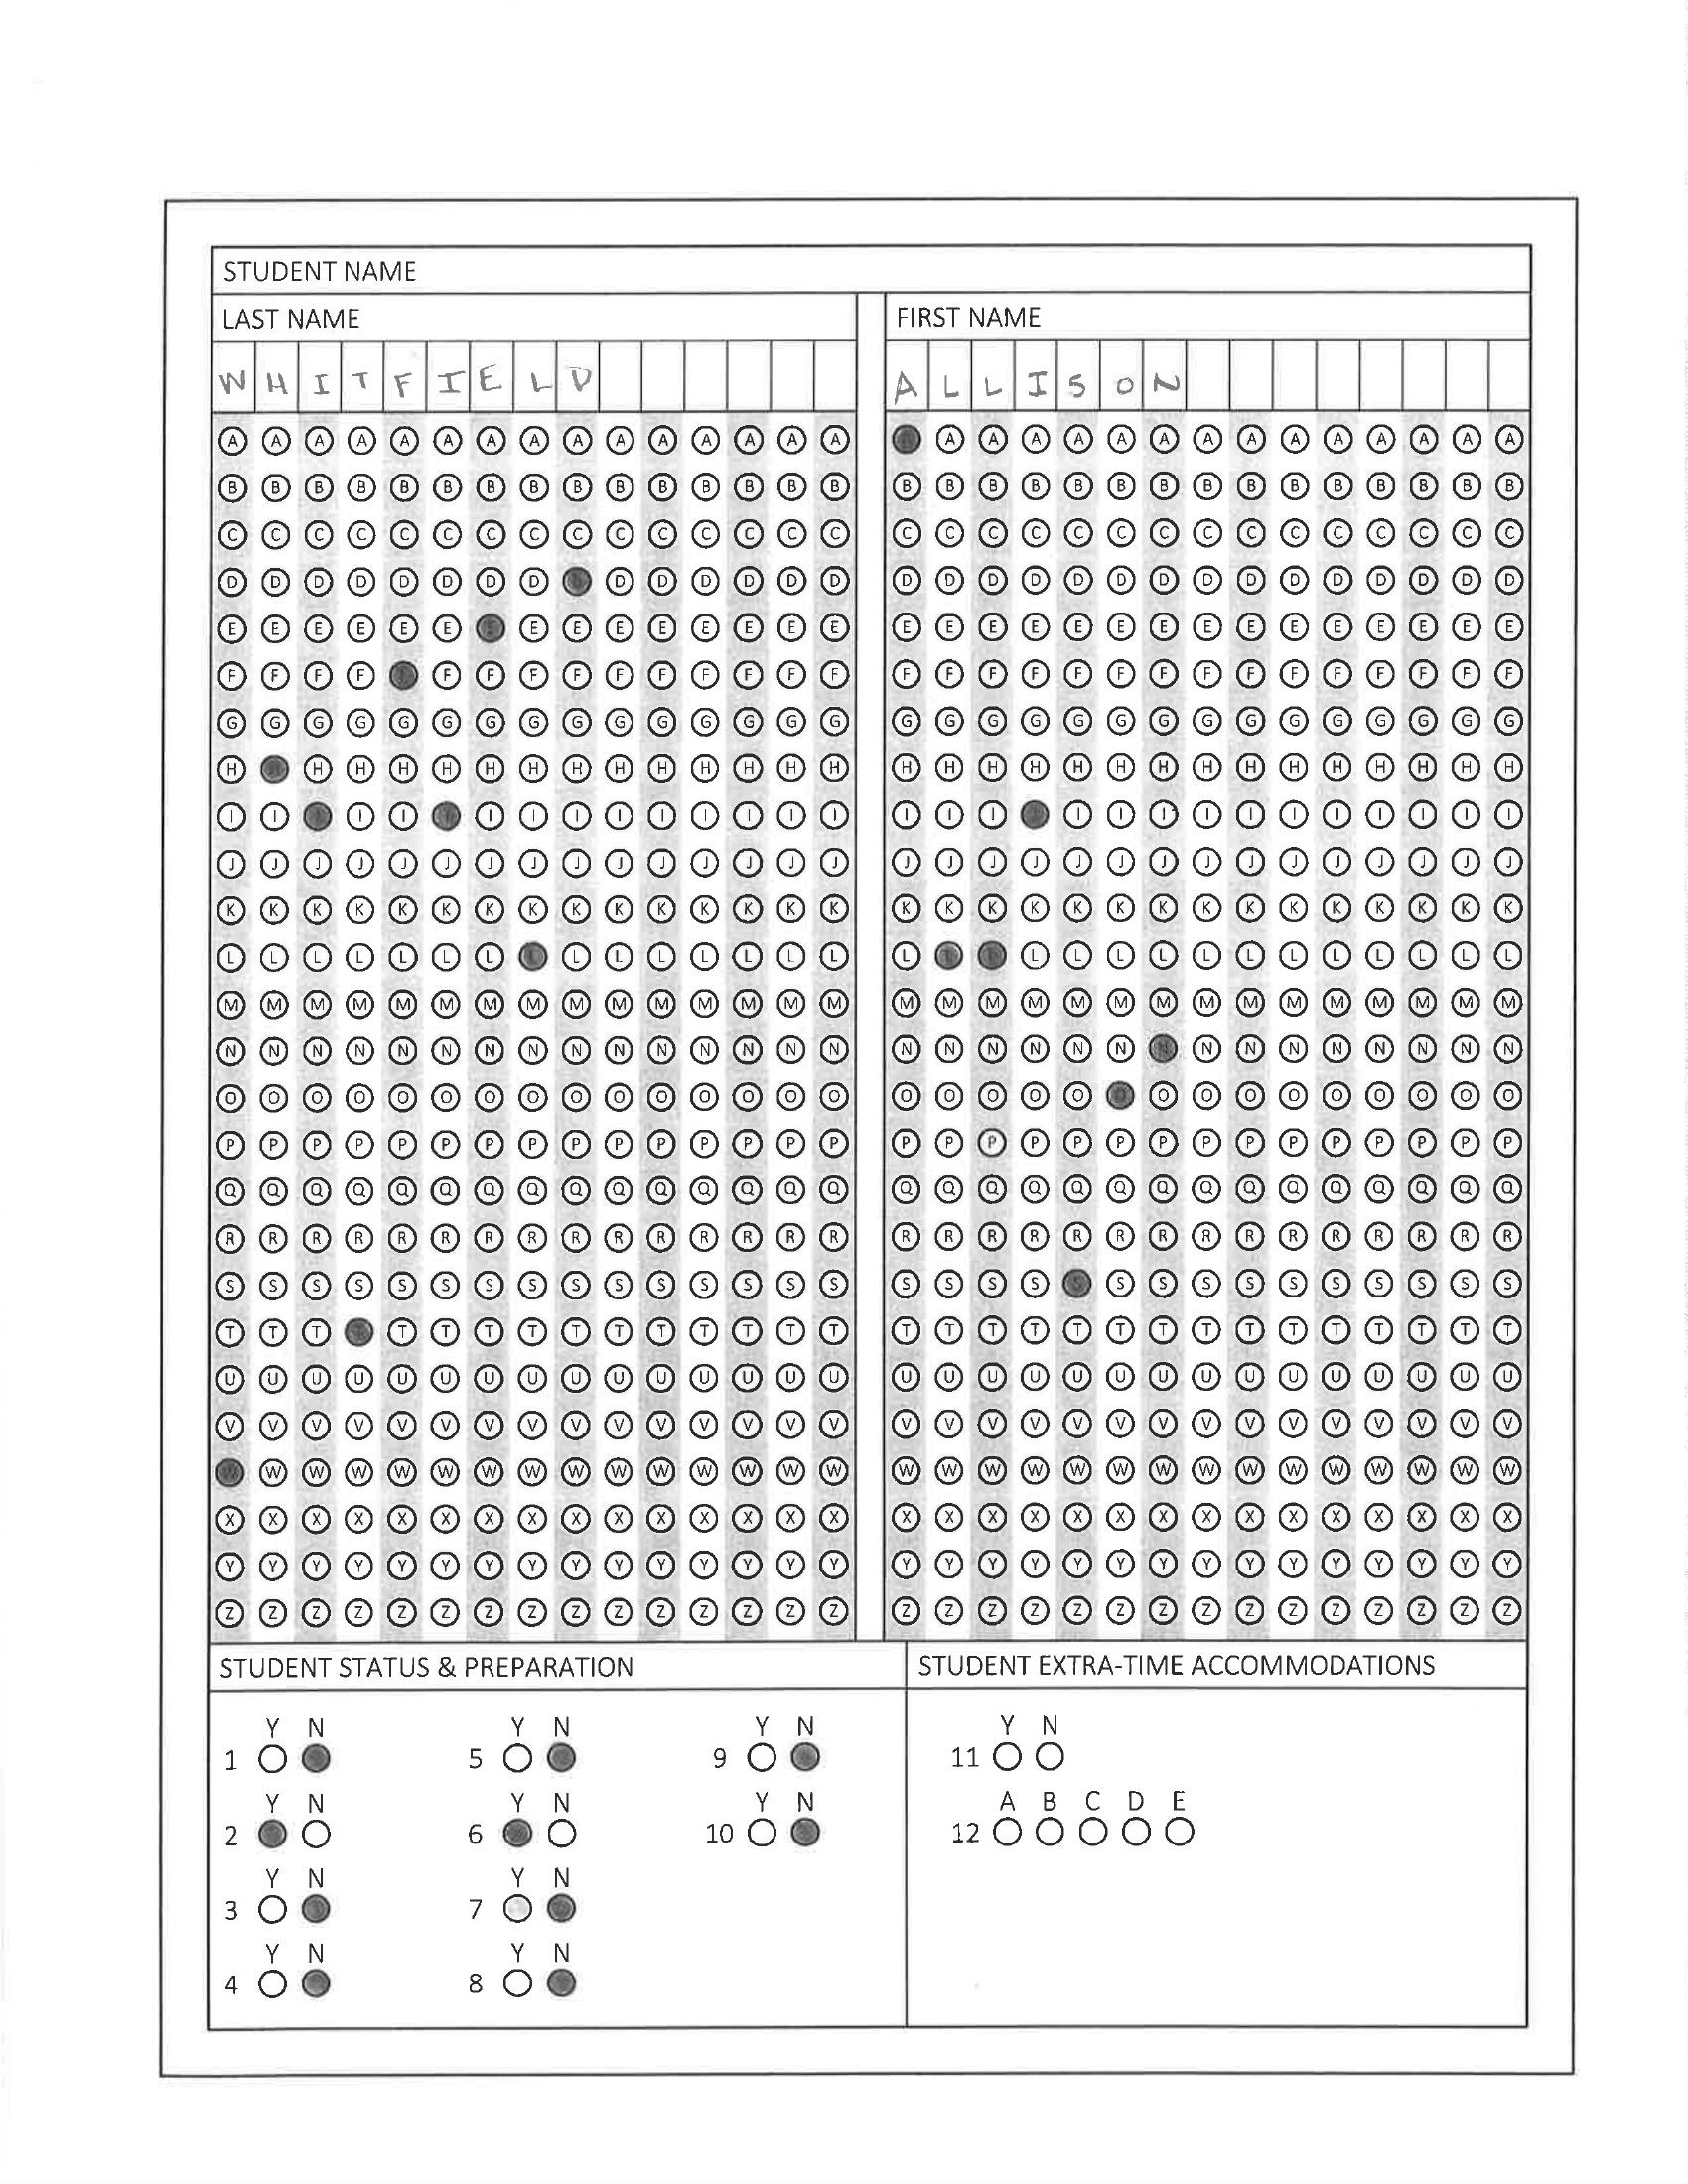 STUDENT NAME
LAST NAME FIRST NAME
W H I T F I E L D A L L I S O N
A A A A A A A A A A A A A A A A A A A A A A A A A A A A A
B B B B B B B B B B B B B B B B B B B B B B B B B B B B B B
C C C C C C C C C C C C C C C C C C C C C C C C C C C C C C
D D D D D D D D D D D D D D D D D D D D D D D D D D D D D
E E E E E E E E E E E E E E E E E E E E E E E E E E E E E
F F F F F F F F F F F F F F F F F F F F F F F F F F F F F
G G G G G G G G G G G G G G G G G G G G G G G G G G G G G G
H H H H H H H H H H H H H H H H H H H H H H H H H H H H H
I I I I I I I I I I I I I I I I I I I I I I I I I I I
J J J J J J J J J J J J J J J J J J J J J J J J J J J J J J
K K K K K K K K K K K K K K K K K K K K K K K K K K K K K K
L L L L L L L L L L L L L L L L L L L L L L L L L L L
M M M M M M M M M M M M M M M M M M M M M M M M M M M M M M
N N N N N N N N N N N N N N N N N N N N N N N N N N N N N N
O O O O O O O O O O O O O O O O O O O O O O O O O O O O O
P P P P P P P P P P P P P P P P P P P P P P P P P P P P P P
Q Q Q Q Q Q Q Q Q Q Q Q Q Q Q Q Q Q Q Q Q Q Q Q Q Q Q Q Q Q
R R R R R R R R R R R R R R R R R R R R R R R R R R R R R R
S S S S S S S S S S S S S S S S S S S S S S S S S S S S S S
T T T T T T T T T T T T T T T T T T T T T T T T T T T T T
U U U U U U U U U U U U U U U U U U U U U U U U U U U U U U
V V V V V V V V V V V V V V V V V V V V V V V V V V V V V V
W W W W W W W W W W W W W W W W W W W W W W W W W W W W W W
X X X X X X X X X X X X X X X X X X X X X X X X X X X X X X
Y Y Y Y Y Y Y Y Y Y Y Y Y Y Y Y Y Y Y Y Y Y Y Y Y Y Y Y Y Y
Z Z Z Z Z Z Z Z Z Z Z Z Z Z Z Z Z Z Z Z Z Z Z Z Z Z Z Z Z Z
STUDENT STATUS & PREPARATION STUDENT EXTRA-TIME ACCOMMODATIONS
Y N Y N Y N Y N
1 5 9 11
Y N Y N Y N A B C D E
2 6 10 12
Y N Y N
3 7
Y N Y N
4 8